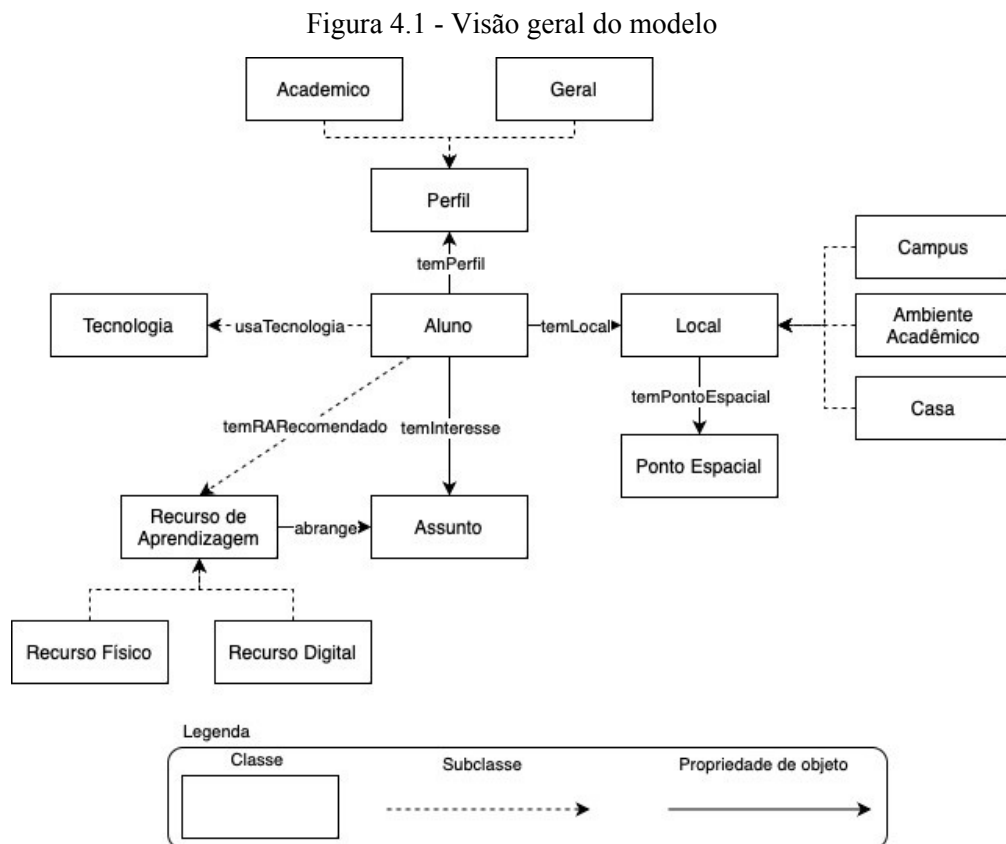 Figura 4.1 - Visão geral do modelo
Academico
Geral
Perfil
temPerfil
Campus
Tecnologia
usaTecnologia
Aluno
temLocal
Local
Ambiente
Acadêmico
temPontoEspacial
Casa
temRARecomendado
temInteresse
Ponto Espacial
Recurso de
Aprendizagem
abrange
Assunto
Recurso Físico
Recurso Digital
Legenda
Classe
Subclasse
Propriedade de objeto